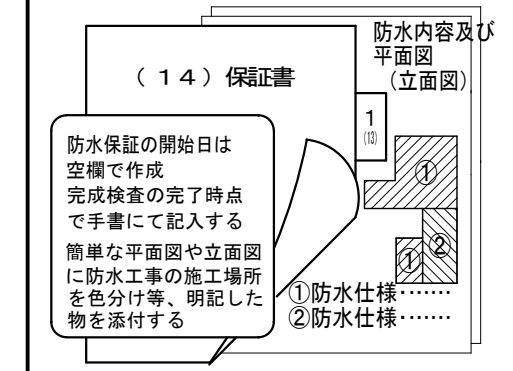 防水内容及び
平面図
（立面図）
（１４）保証書
1
(13)
防水保証の開始日は
空欄で作成
完成検査の完了時点
で手書にて記入する
簡単な平面図や立面図
に防水工事の施工場所
を色分け等、明記した
物を添付する
①
①
②
①防水仕様‥‥‥
②防水仕様‥‥‥